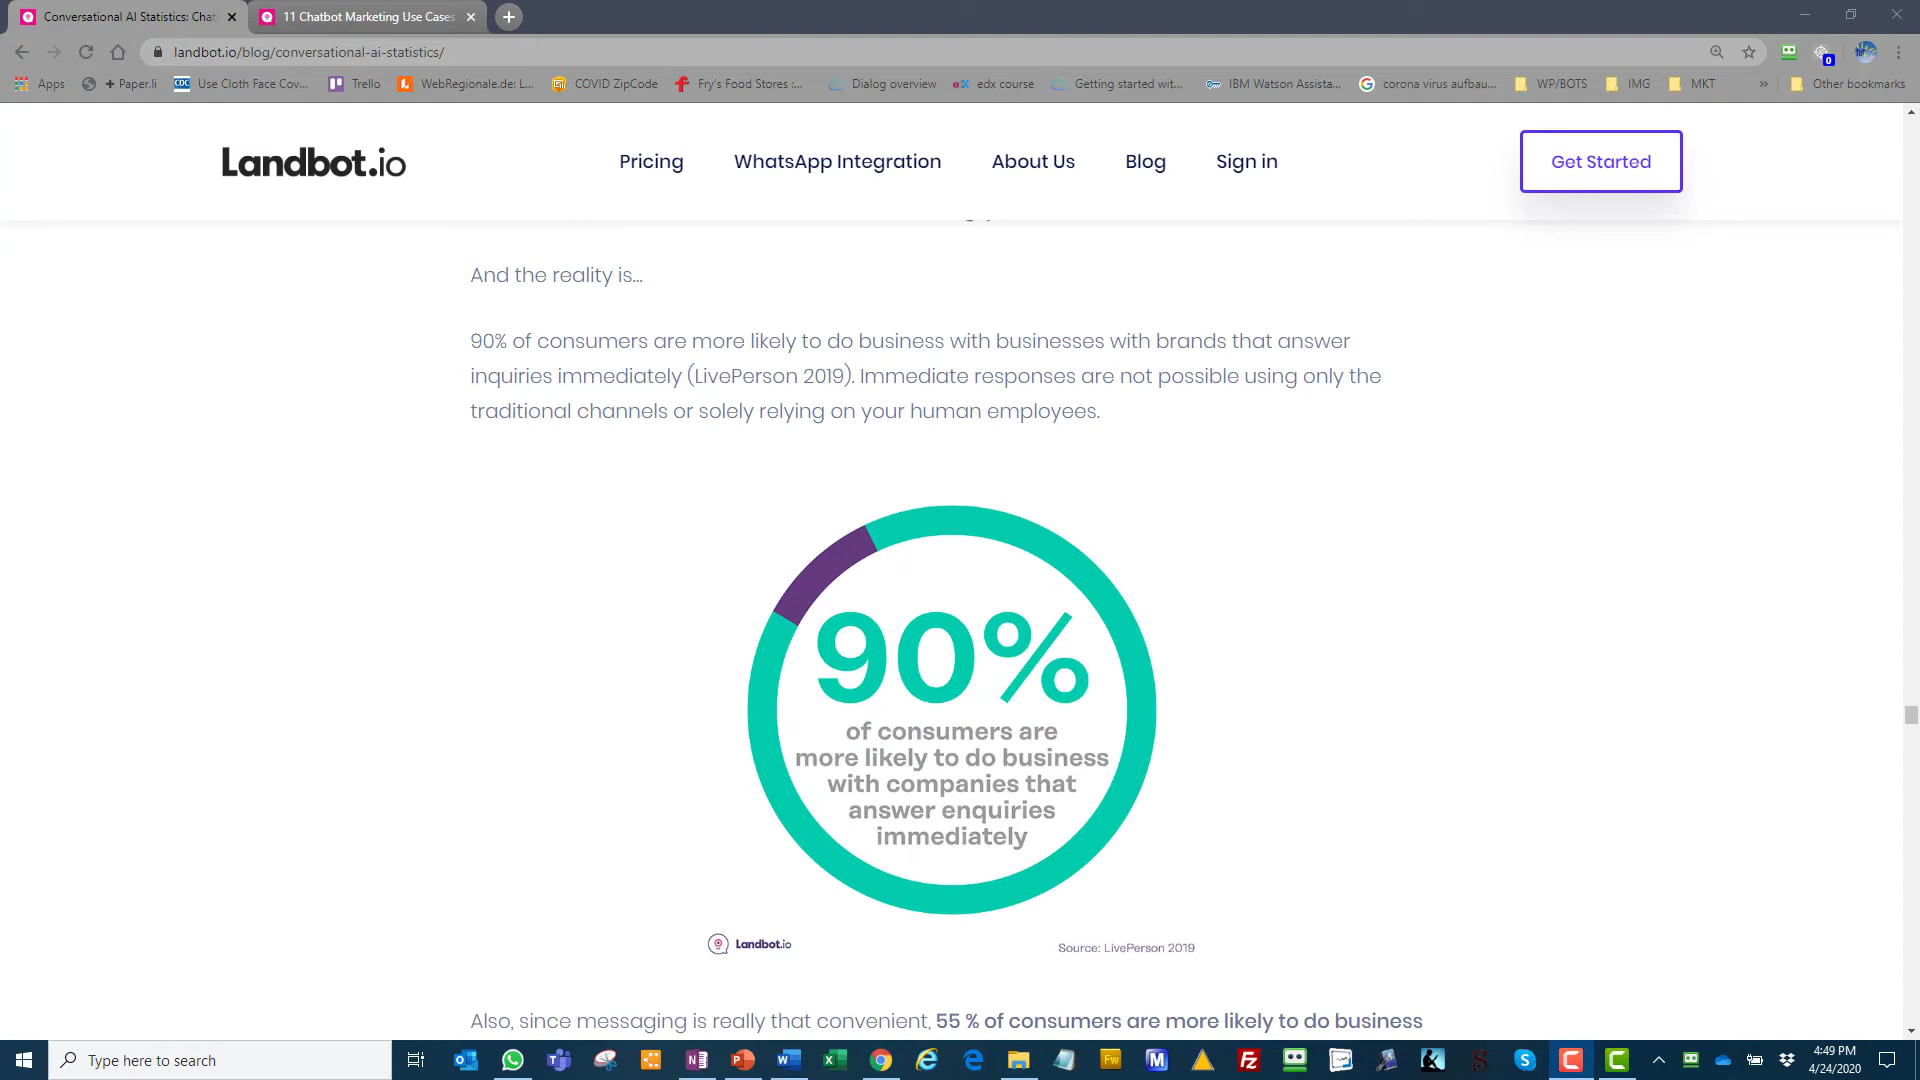 Conversational AI Statistics: Chat
11 Chatbot Marketing Use Cases
landbot.io/blog/conversational-ai-statistics/
0
Apps
+ Paper.li
CDC
Use Cloth Face Cov...
Trello
WebRegionale.de: L...
COVID ZipCode
Fry's Food Stores :...
Dialog overview
edX
edx course
Getting started wit...
IBM Watson Assista...
corona virus aufbau...
WP/BOTS
IMG
MKT
»
Other bookmarks
Landbot.io
Pricing
WhatsApp Integration
About Us
Blog
Sign in
Get Started
And the reality is...
90% of consumers are more likely to do business with businesses with brands that answer
inquiries immediately (LivePerson 2019). Immediate responses are not possible using only the
traditional channels or solely relying on your human employees.
90%
of consumers are
more likely to do business
with companies that
answer enquiries
immediately
Landbot.io
Source: LivePerson 2019
Also, since messaging is really that convenient, 55 % of consumers are more likely to do business
Type here to search
4:49 PM
4/24/2020